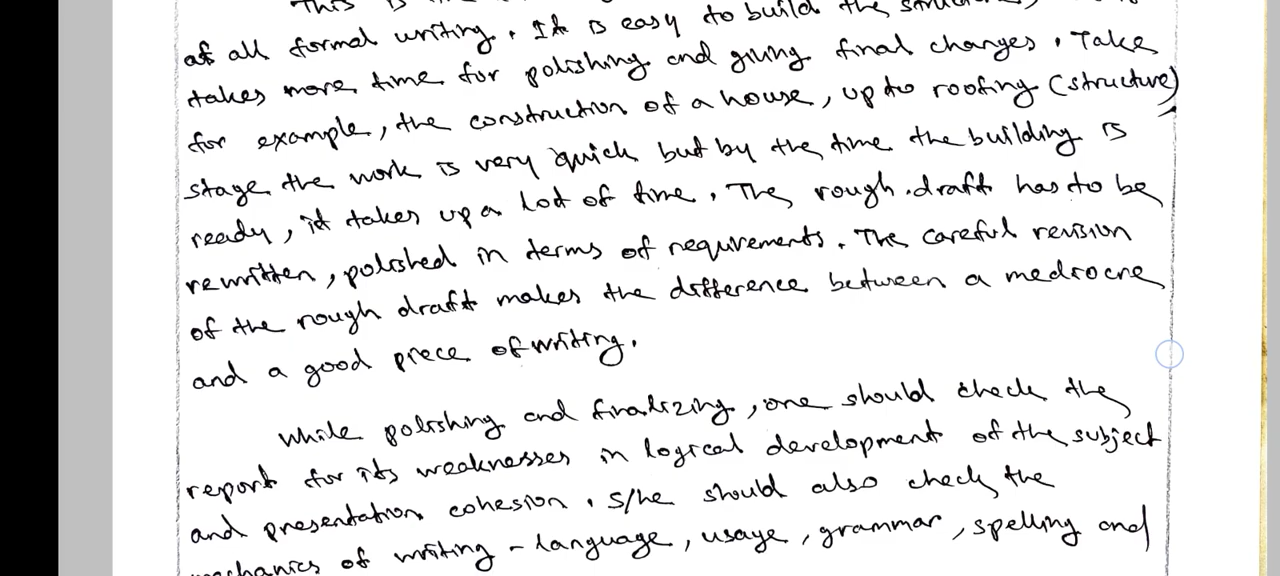 This is
of all formal writing. It is easy to build the
takes more time for polishing and giving final changes. Take
for example, the construction of a house, up to roofing (structure)
stage the work is very quick but by the time the building is
ready, it takes up a lot of time. The rough draft has to be
rewritten, polished in terms of requirements. The careful revision
of the rough draft makes the difference between a mediocre
and a good piece of writing.
While polishing and finalizing, one should check the
report for its weaknesses in logical development of the subject
and presentation cohesion. s/he should also check the
mechanics of writing - language, usage, grammar, spelling and